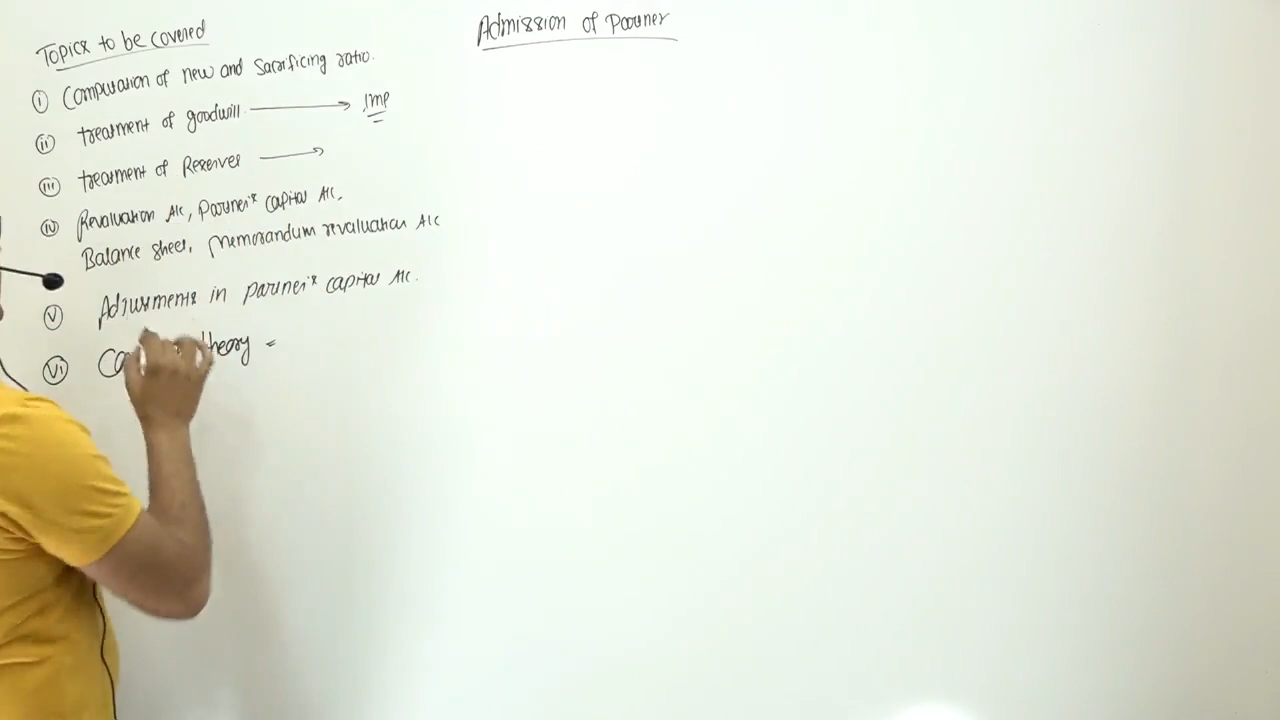 Admission of Partner
Topics to be covered
(i) Computation of new and Sacrificing ratio.
(ii) treatment of goodwill → Imp
(iii) treatment of Reserves →
(iv) Revaluation A/c, Partner's capital A/c,
Balance sheet, Memorandum revaluation A/c
(v) Adjustments in partner's capital A/c.
(vi) theory =